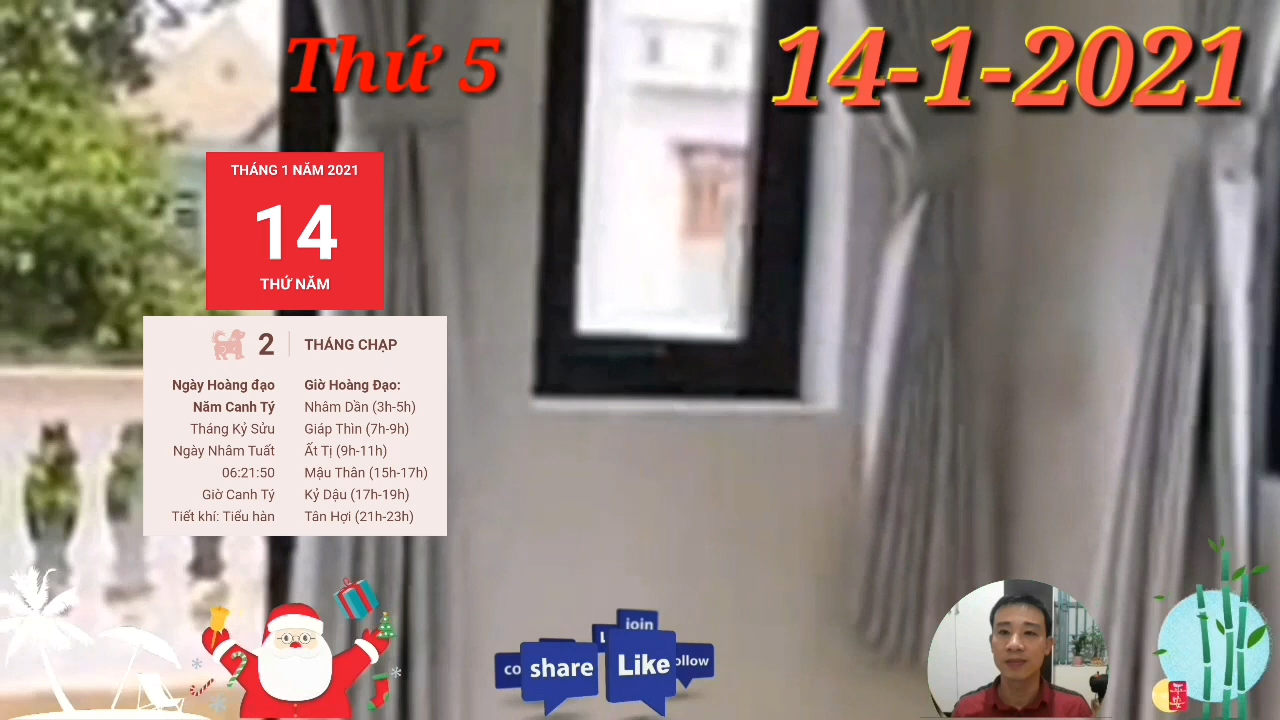 Thứ 5
14-1-2021
THÁNG 1 NĂM 2021
14
THỨ NĂM
2
THÁNG CHẠP
Ngày Hoàng đạo
Năm Canh Tý
Tháng Kỷ Sửu
Ngày Nhâm Tuất
06:21:50
Giờ Canh Tý
Tiết khí: Tiểu hàn
Giờ Hoàng Đạo:
Nhâm Dần (3h-5h)
Giáp Thìn (7h-9h)
Ất Tị (9h-11h)
Mậu Thân (15h-17h)
Kỷ Dậu (17h-19h)
Tân Hợi (21h-23h)
join
co
share
L
Like
ollow